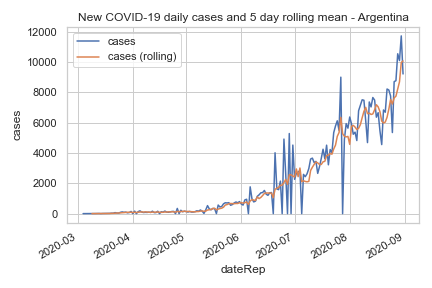 New COVID-19 daily cases and 5 day rolling mean - Argentina
cases
cases (rolling)
12000
10000
8000
6000
4000
2000
0
cases
2020-03
2020-04
2020-05
2020-06
2020-07
2020-08
2020-09
dateRep